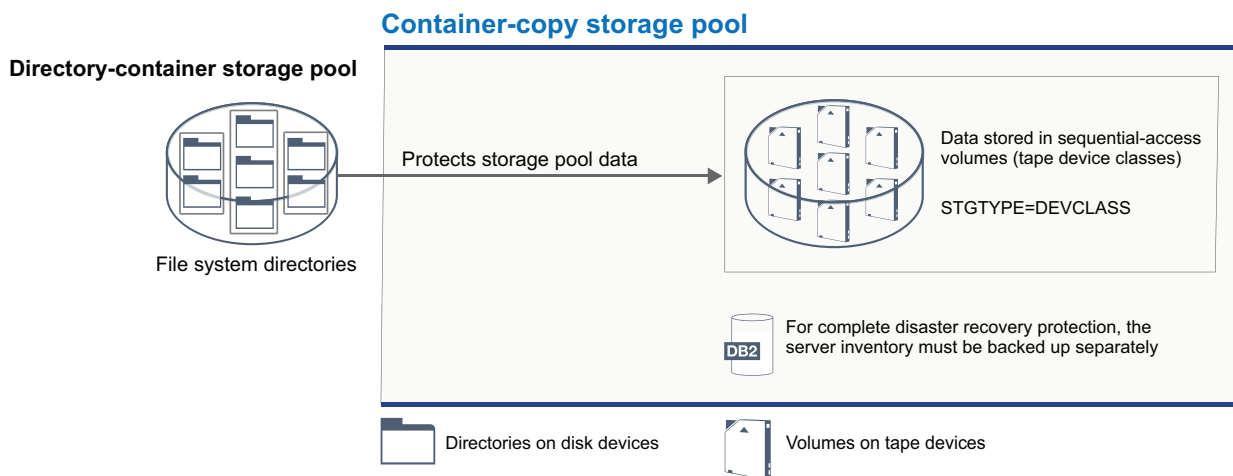 Container-copy storage pool
Directory-container storage pool
Protects storage pool data
Data stored in sequential-access
volumes (tape device classes)
STGTYPE=DEVCLASS
File system directories
For complete disaster recovery protection, the
server inventory must be backed up separately
DB2
Directories on disk devices
Volumes on tape devices